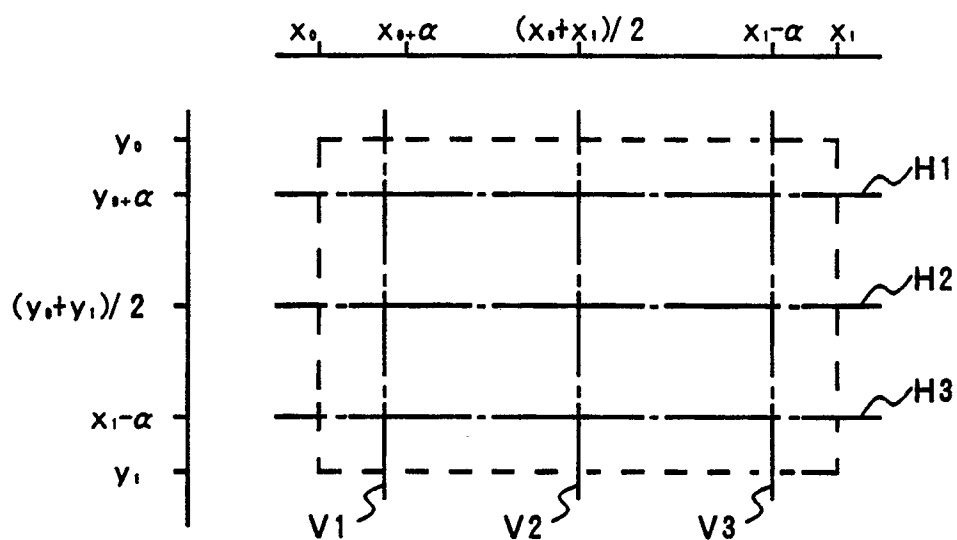 x₀ x₀+α (x₀+x₁)/2 x₁-α x₁
y₀
y₀+α H1
(y₀+y₁)/2 H2
x₁-α H3
y₁
V1 V2 V3